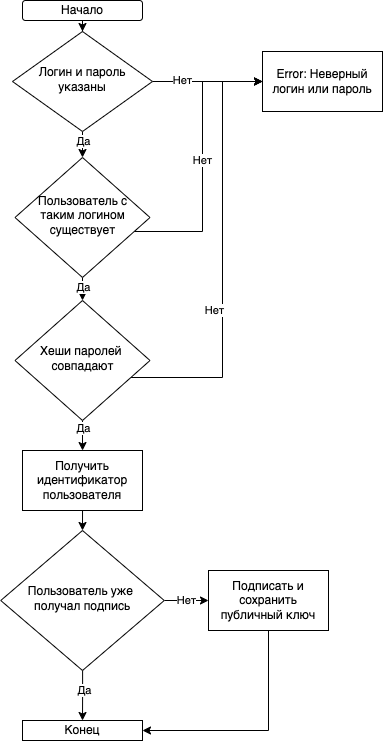 Начало
Логин и пароль
указаны
Нет
Error: Неверный
логин или пароль
Да
Нет
Пользователь с
таким логином
существует
Да
Нет
Хеши паролей
совпадают
Да
Получить
идентификатор
пользователя
Пользователь уже
получал подпись
Нет
Подписать и
сохранить
публичный ключ
Да
Конец